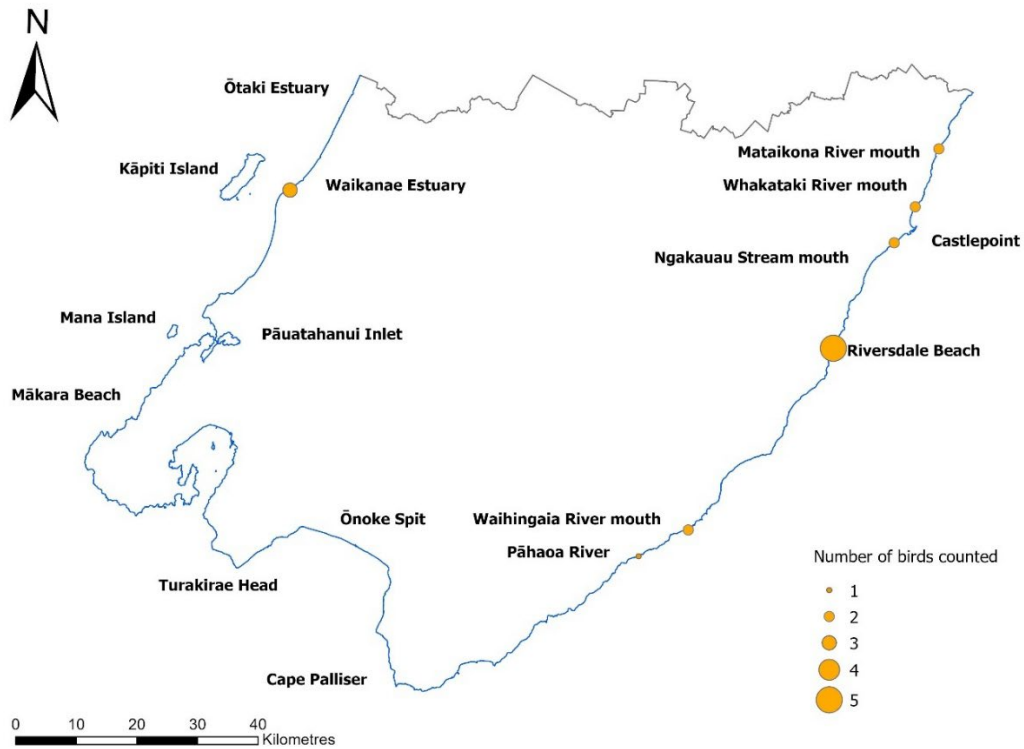 N
Ōtaki Estuary
Kāpiti Island
Mataikona River mouth
Whakataki River mouth
Waikanae Estuary
Castlepoint
Ngakauau Stream mouth
Mana Island
Pāuatahanui Inlet
Riversdale Beach
Mākara Beach
Ōnoke Spit
Waihingaia River mouth
Pāhaoa River
Number of birds counted
Turakirae Head
1
2
3
4
5
Cape Palliser
0 10 20 30 40
Kilometres